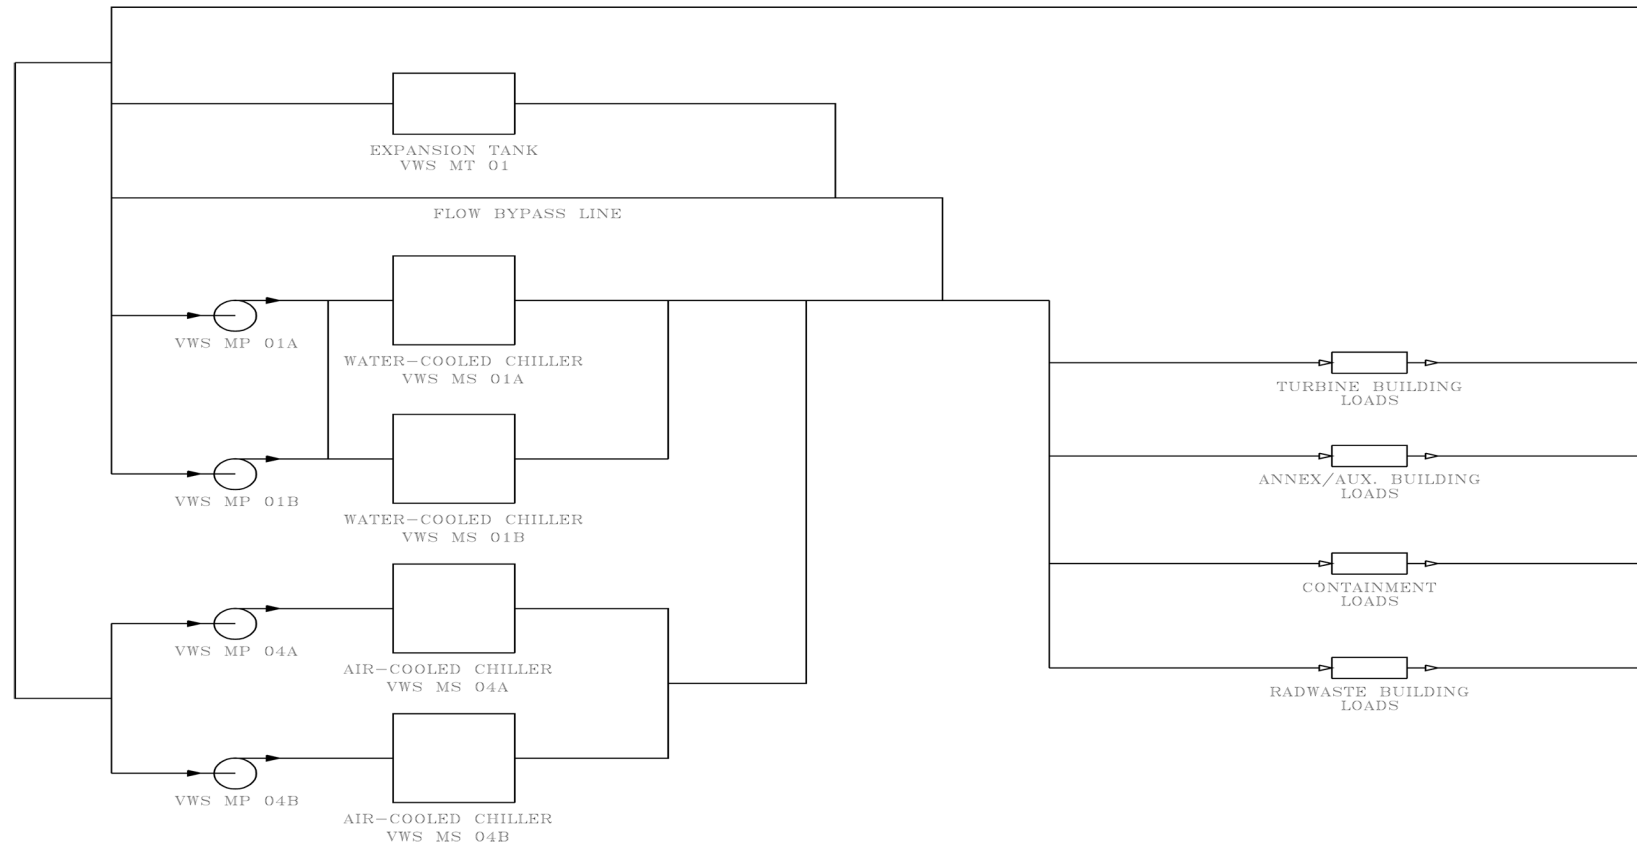 EXPANSION TANK
VWS MT 01
FLOW BYPASS LINE
VWS MP 01A
WATER-COOLED CHILLER
VWS MS 01A
TURBINE BUILDING
LOADS
ANNEX/AUX. BUILDING
LOADS
VWS MP 01B
WATER-COOLED CHILLER
VWS MS 01B
CONTAINMENT
LOADS
VWS MP 04A
AIR-COOLED CHILLER
VWS MS 04A
RADWASTE BUILDING
LOADS
VWS MP 04B
AIR-COOLED CHILLER
VWS MS 04B